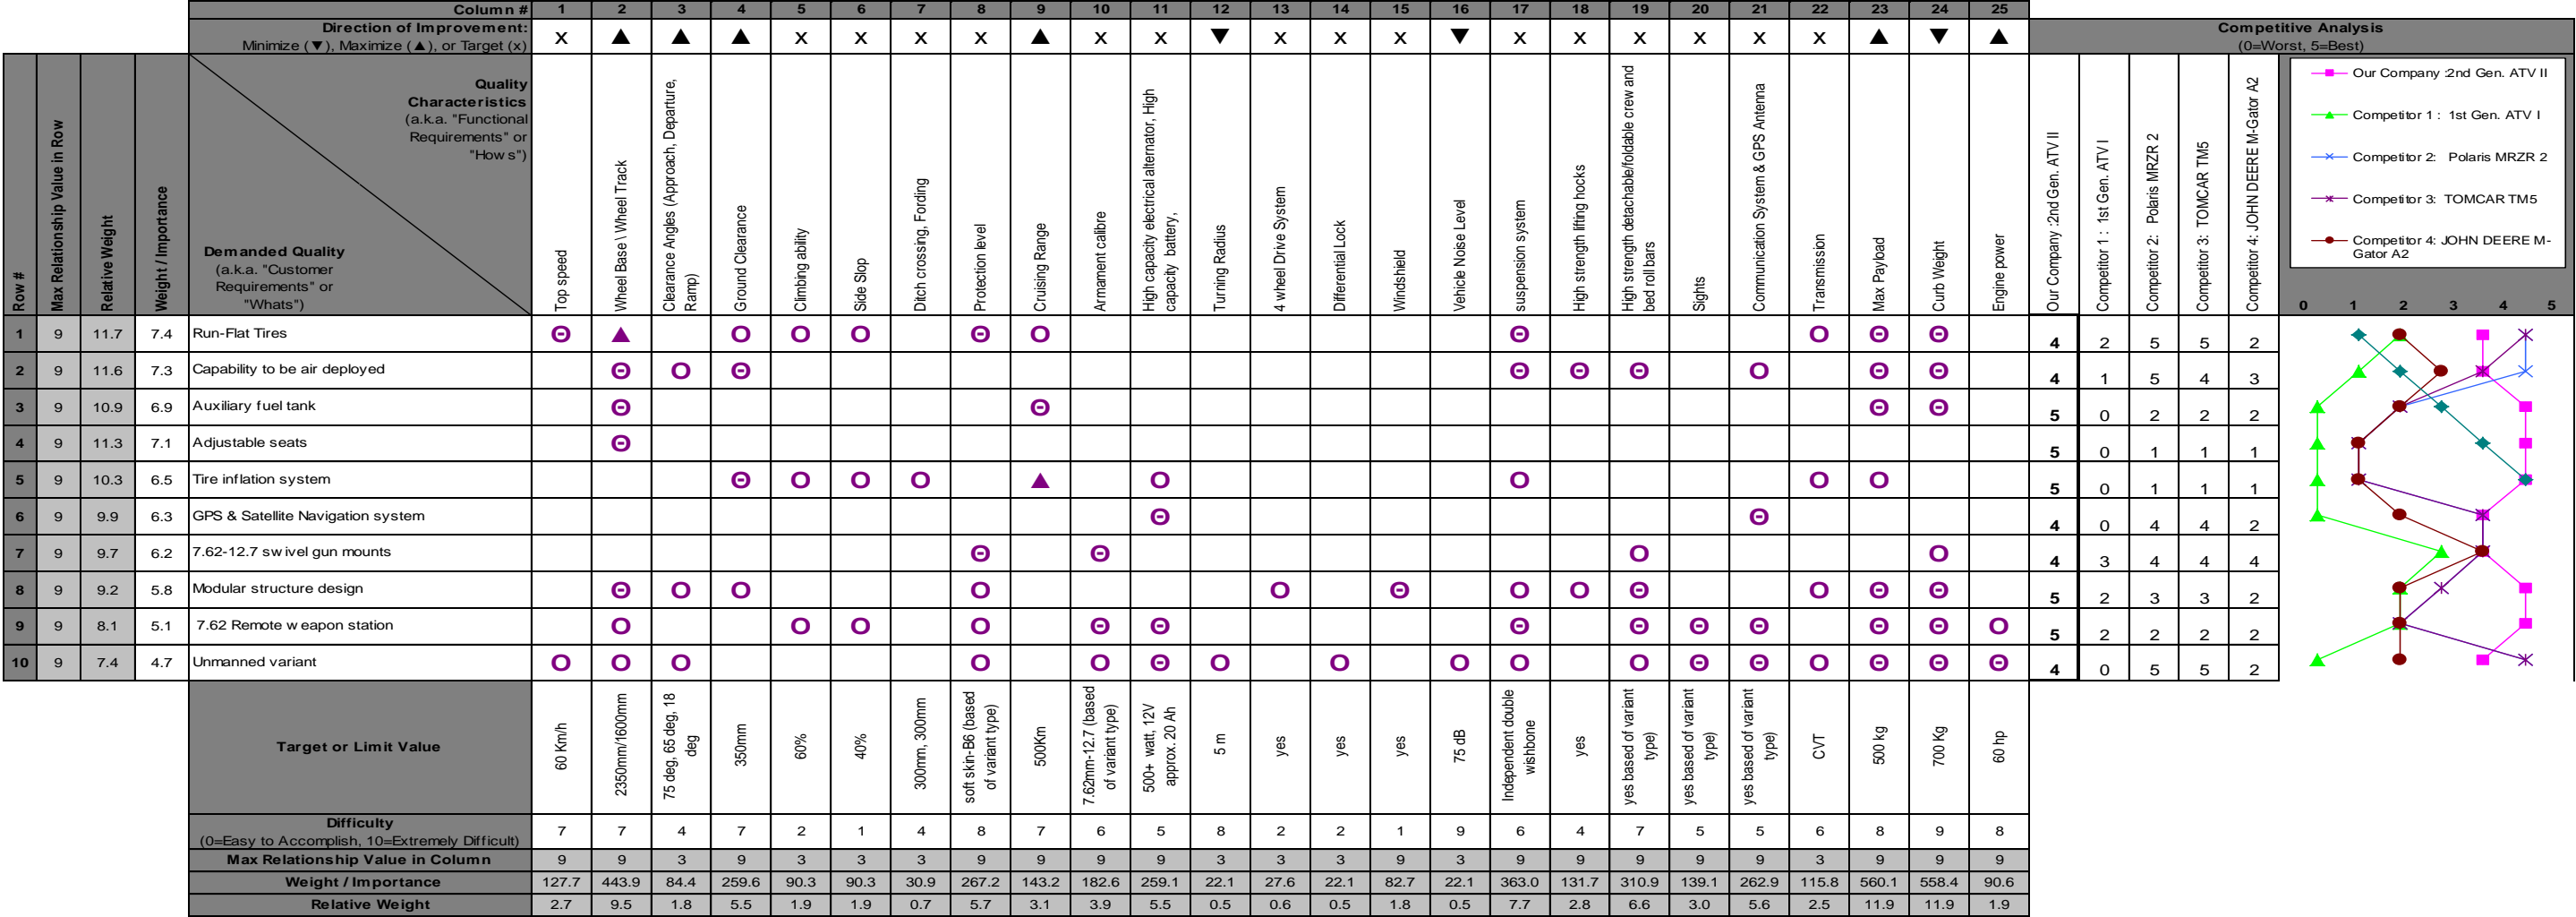 Column # 1 2 3 4 5 6 7 8 9 10 11 12 13 14 15 16 17 18 19 20 21 22 23 24 25
Direction of Improvement:
Minimize (▼), Maximize (▲), or Target (x)
X ▲ ▲ ▲ X X X X ▲ X X ▼ X X X ▼ X X X X X X ▲ ▼ ▲
Competitive Analysis
(0=Worst, 5=Best)
Row #
Max Relationship Value in Row
Relative Weight
Weight / Importance
Quality
Characteristics
(a.k.a. "Functional
Requirements" or
"Hows")
Demanded Quality
(a.k.a. "Customer
Requirements" or
"Whats")
Top speed
Wheel Base \ Wheel Track
Clearance Angles (Approach, Departure,
Ramp)
Ground Clearance
Climbing ability
Side Slop
Ditch crossing, Fording
Protection level
Cruising Range
Armament calibre
High capacity electrical alternator, High
capacity battery,
Turning Radius
4 wheel Drive System
Differential Lock
Windshield
Vehicle Noise Level
suspension system
High strength lifting hocks
High strength detachable/foldable crew and
bed roll bars
Sights
Communication System & GPS Antenna
Transmission
Max Payload
Curb Weight
Engine power
Our Company :2nd Gen. ATV II
Competitor 1 : 1st Gen. ATV I
Competitor 2: Polaris MRZR 2
Competitor 3: TOMCAR TM5
Competitor 4: JOHN DEERE M-Gator A2
Our Company :2nd Gen. ATV II
Competitor 1 : 1st Gen. ATV I
Competitor 2: Polaris MRZR 2
Competitor 3: TOMCAR TM5
Competitor 4: JOHN DEERE M-
Gator A2
0 1 2 3 4 5
1 9 11.7 7.4 Run-Flat Tires Θ ▲ Ο Ο Ο Θ Ο Θ Ο Θ Θ 4 2 5 5 2
2 9 11.6 7.3 Capability to be air deployed Θ Ο Θ Θ Θ Θ Ο Θ Θ 4 1 5 4 3
3 9 10.9 6.9 Auxiliary fuel tank Θ Θ Θ Θ 5 0 2 2 2
4 9 11.3 7.1 Adjustable seats Θ 5 0 1 1 1
5 9 10.3 6.5 Tire inflation system Θ Ο Ο Ο ▲ Ο Ο Ο Ο 5 0 1 1 1
6 9 9.9 6.3 GPS & Satellite Navigation system Θ Θ 4 0 4 4 2
7 9 9.7 6.2 7.62-12.7 swivel gun mounts Θ Θ Ο Ο 4 3 4 4 4
8 9 9.2 5.8 Modular structure design Θ Ο Ο Ο Ο Θ Ο Ο Θ Ο Θ Θ 5 2 3 3 2
9 9 8.1 5.1 7.62 Remote weapon station Ο Ο Ο Ο Θ Θ Θ Θ Θ Θ Θ Θ Ο 5 2 2 2 2
10 9 7.4 4.7 Unmanned variant Ο Ο Ο Ο Ο Θ Ο Ο Ο Ο Ο Θ Θ Ο Θ Θ Θ 4 0 5 5 2
Target or Limit Value
60 Km/h
2350mm/1600mm
75 deg, 65 deg, 18
deg
350mm
60%
40%
300mm, 300mm
soft skin-B6 (based
of variant type)
500Km
7.62mm-12.7 (based
of variant type)
500+ watt, 12V
approx. 20 Ah
5 m
yes
yes
yes
75 dB
Independent double
wishbone
yes
yes based of variant
type)
yes based of variant
type)
yes based of variant
type)
CVT
500 kg
700 Kg
60 hp
Difficulty
(0=Easy to Accomplish, 10=Extremely Difficult)
7 7 4 7 2 1 4 8 7 6 5 8 2 2 1 9 6 4 7 5 5 6 8 9 8
Max Relationship Value in Column 9 9 3 9 3 3 3 9 9 9 9 3 3 3 9 3 9 9 9 9 9 3 9 9 9
Weight / Importance 127.7 443.9 84.4 259.6 90.3 90.3 30.9 267.2 143.2 182.6 259.1 22.1 27.6 22.1 82.7 22.1 363.0 131.7 310.9 139.1 262.9 115.8 560.1 558.4 90.6
Relative Weight 2.7 9.5 1.8 5.5 1.9 1.9 0.7 5.7 3.1 3.9 5.5 0.5 0.6 0.5 1.8 0.5 7.7 2.8 6.6 3.0 5.6 2.5 11.9 11.9 1.9